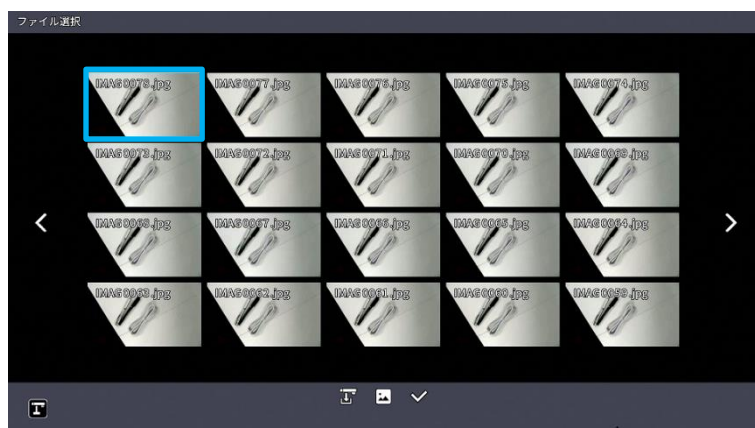 ファイル選択
IMAG0078.jpg IMAG0077.jpg IMAG0076.jpg IMAG0075.jpg IMAG0074.jpg
IMAG0073.jpg IMAG0072.jpg IMAG0071.jpg IMAG0070.jpg IMAG0069.jpg
IMAG0068.jpg IMAG0067.jpg IMAG0066.jpg IMAG0065.jpg IMAG0064.jpg
IMAG0063.jpg IMAG0062.jpg IMAG0061.jpg IMAG0060.jpg IMAG0059.jpg